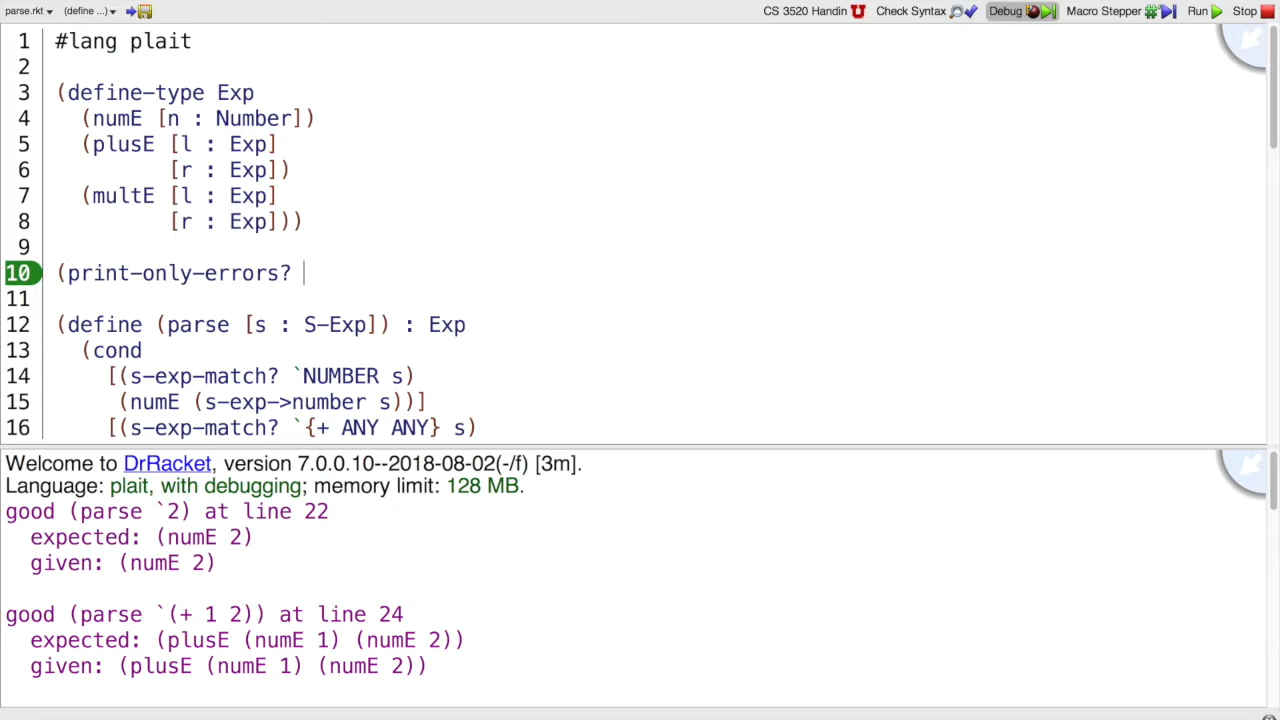 parse.rkt (define ...) CS 3520 Handin Check Syntax Debug Macro Stepper Run Stop
1 #lang plait
2
3 (define-type Exp
4 (numE [n : Number])
5 (plusE [l : Exp]
6 [r : Exp])
7 (multE [l : Exp]
8 [r : Exp]))
9
10 (print-only-errors?
11
12 (define (parse [s : S-Exp]) : Exp
13 (cond
14 [(s-exp-match? `NUMBER s)
15 (numE (s-exp->number s))]
16 [(s-exp-match? `{+ ANY ANY} s)
Welcome to DrRacket, version 7.0.0.10--2018-08-02(-/f) [3m].
Language: plait, with debugging; memory limit: 128 MB.
good (parse `2) at line 22
expected: (numE 2)
given: (numE 2)
good (parse `(+ 1 2)) at line 24
expected: (plusE (numE 1) (numE 2))
given: (plusE (numE 1) (numE 2))